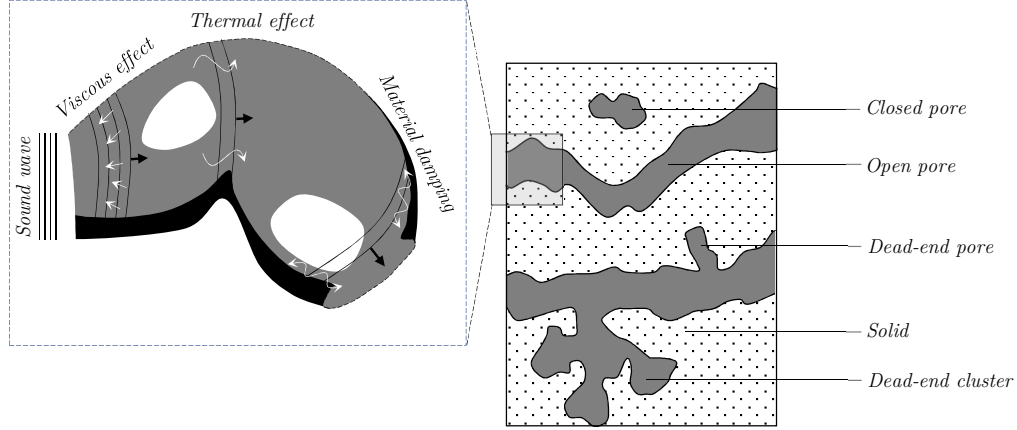 Thermal effect
Viscous effect
Material damping
Sound wave
Closed pore
Open pore
Dead-end pore
Solid
Dead-end cluster